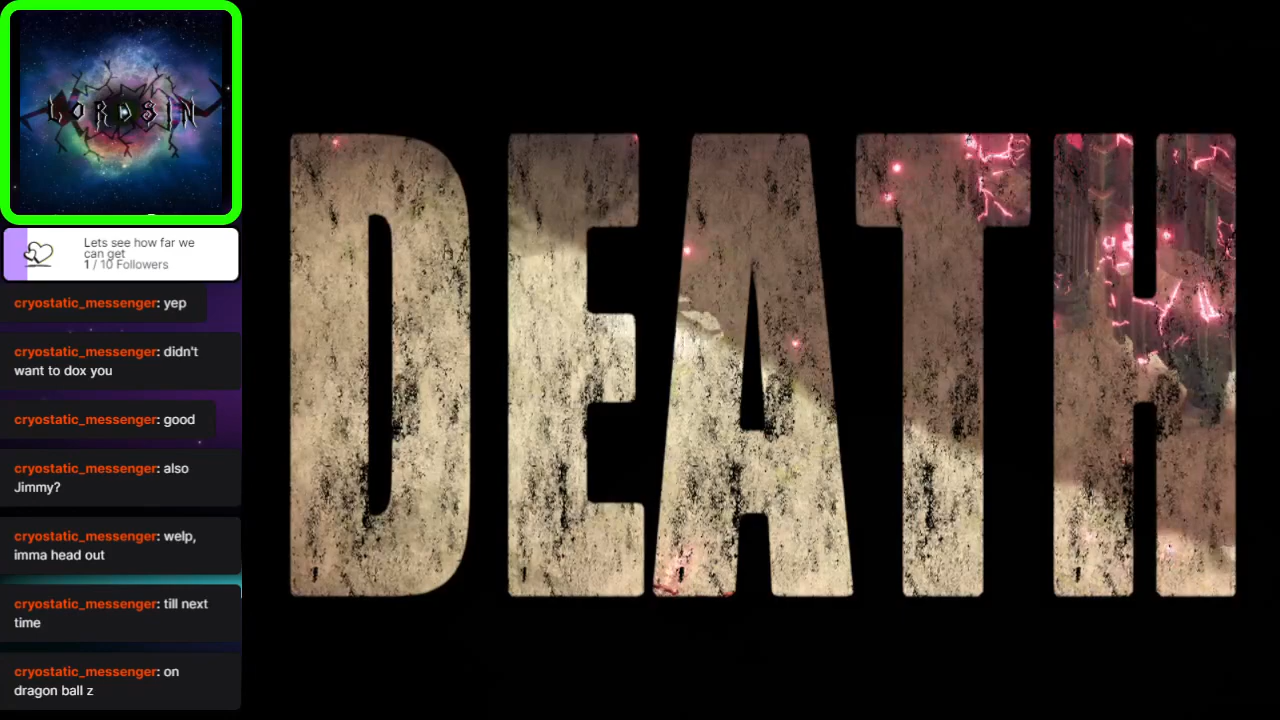 LORDSIN
Lets see how far we
can get
1 / 10 Followers
cryostatic_messenger: yep
cryostatic_messenger: didn't
want to dox you
cryostatic_messenger: good
cryostatic_messenger: also
Jimmy?
cryostatic_messenger: welp,
imma head out
cryostatic_messenger: till next
time
cryostatic_messenger: on
dragon ball z
DEATH